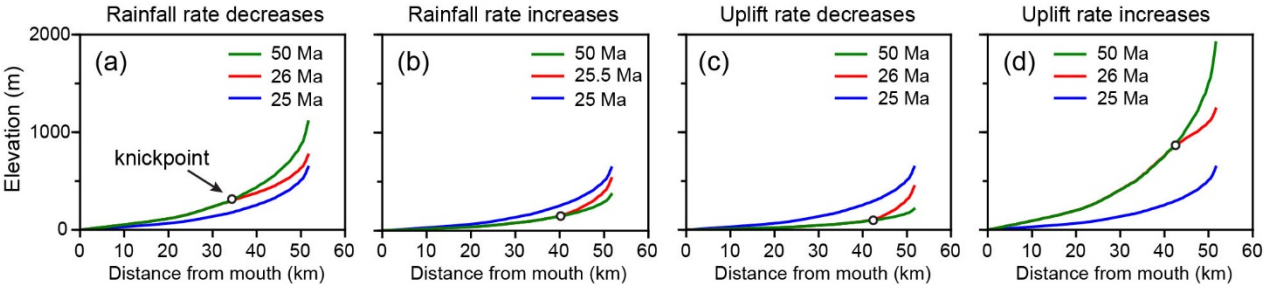 Rainfall rate decreases
Rainfall rate increases
Uplift rate decreases
Uplift rate increases
2000
1000
0
Elevation (m)
(a)
50 Ma
26 Ma
25 Ma
knickpoint
0 10 20 30 40 50 60
Distance from mouth (km)
(b)
50 Ma
25.5 Ma
25 Ma
0 10 20 30 40 50 60
Distance from mouth (km)
(c)
50 Ma
26 Ma
25 Ma
0 10 20 30 40 50 60
Distance from mouth (km)
(d)
50 Ma
26 Ma
25 Ma
0 10 20 30 40 50 60
Distance from mouth (km)